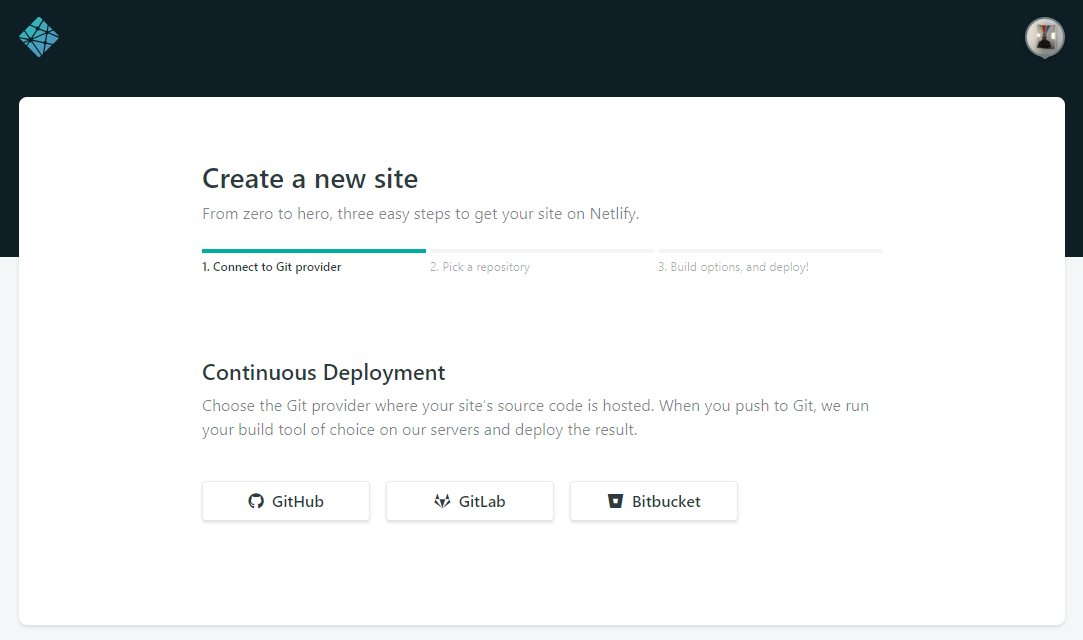 Create a new site
From zero to hero, three easy steps to get your site on Netlify.
1. Connect to Git provider
2. Pick a repository
3. Build options, and deploy!
Continuous Deployment
Choose the Git provider where your site's source code is hosted. When you push to Git, we run
your build tool of choice on our servers and deploy the result.
GitHub
GitLab
Bitbucket